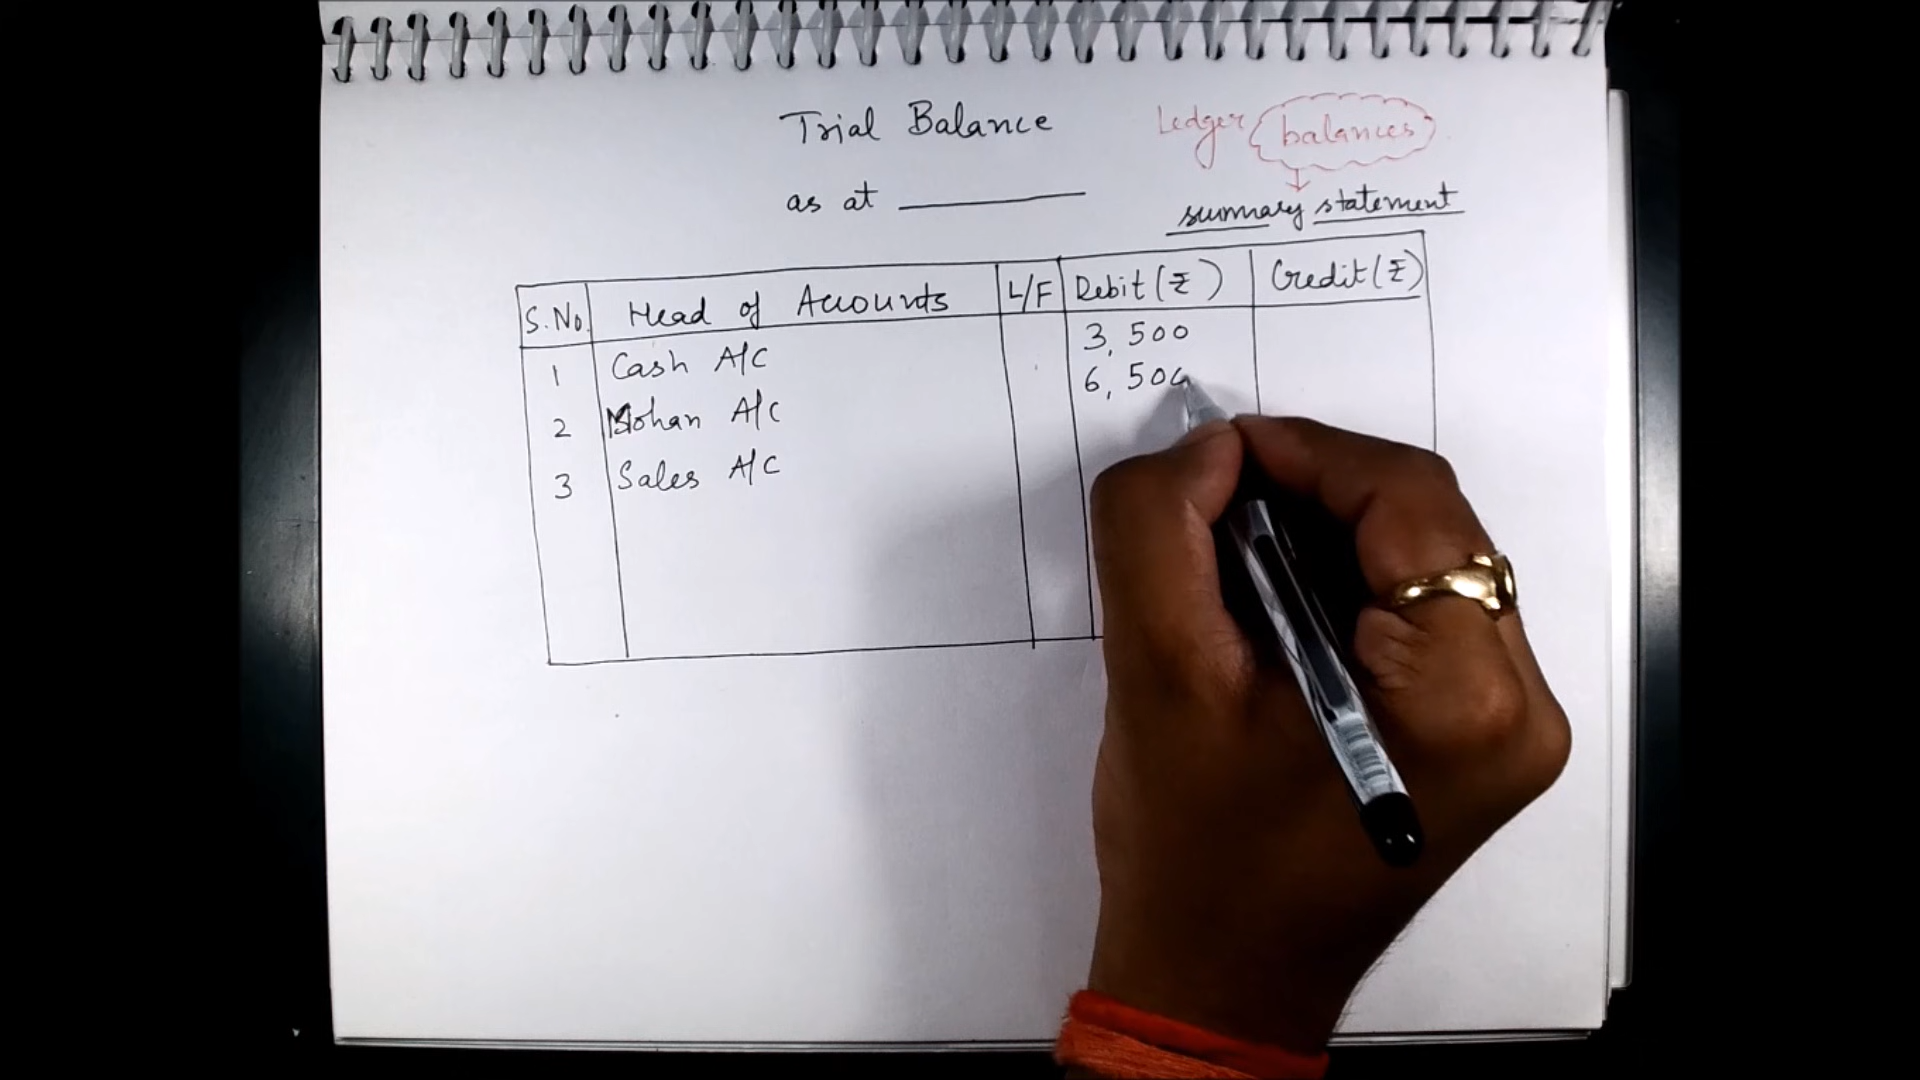 Trial Balance
Ledger balances
as at
summary statement
S.No. Head of Accounts L/F Debit (₹) Credit (₹)
1 Cash A/C 3,500
2 Mohan A/C 6,500
3 Sales A/C